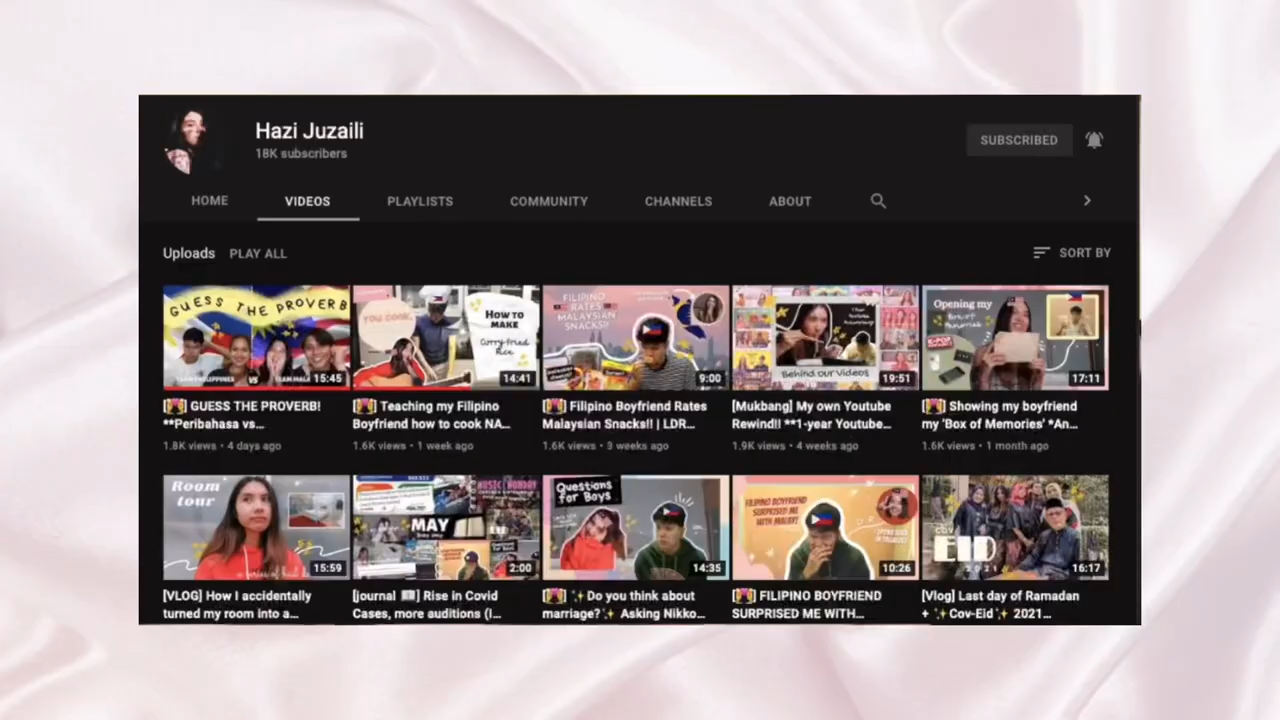 Hazi Juzaili
18K subscribers
SUBSCRIBED
HOME
VIDEOS
PLAYLISTS
COMMUNITY
CHANNELS
ABOUT
Uploads
PLAY ALL
SORT BY
GUESS THE PROVERB
VS
15:45
YOU COOK,
HOW TO
MAKE
Curry-Fried
Rice
14:41
FILIPINO
RATES
MALAYSIAN
SNACKS!!
9:00
Behind our Videos
19:51
Opening my
K-POP
17:11
GUESS THE PROVERB!
**Peribahasa vs...
1.8K views • 4 days ago
Teaching my Filipino
Boyfriend how to cook NA...
1.6K views • 1 week ago
Filipino Boyfriend Rates
Malaysian Snacks!! | LDR...
1.6K views • 3 weeks ago
[Mukbang] My own Youtube
Rewind!! **1-year Youtube...
1.9K views • 4 weeks ago
Showing my boyfriend
my 'Box of Memories' *An...
1.6K views • 1 month ago
Room
tour
15:59
MUSIC MONDAY
MAY
2:00
Questions
for Boys
14:35
FILIPINO BOYFRIEND
SURPRISED ME
WITH MALAY!
10:26
EID
2021
16:17
[VLOG] How I accidentally
turned my room into a...
[journal 📖] Rise in Covid
Cases, more auditions (I...
✨Do you think about
marriage?✨ Asking Nikko...
FILIPINO BOYFRIEND
SURPRISED ME WITH...
[Vlog] Last day of Ramadan
+ ✨Cov-Eid✨ 2021...